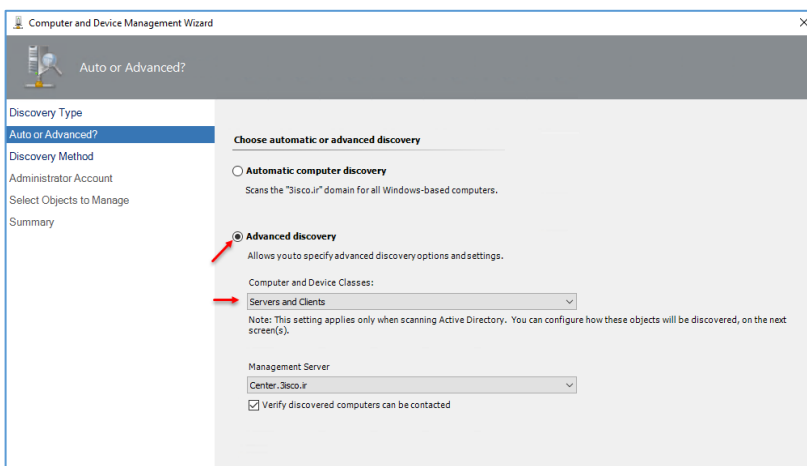 Computer and Device Management Wizard
Auto or Advanced?
Discovery Type
Auto or Advanced?
Discovery Method
Administrator Account
Select Objects to Manage
Summary
Choose automatic or advanced discovery
Automatic computer discovery
Scans the "3isco.ir" domain for all Windows-based computers.
Advanced discovery
Allows youto specify advanced discovery options and settings.
Computer and Device Classes:
Servers and Clients
Note: This setting applies only when scanning Active Directory. You can configure how these objects will be discovered, on the next
screen(s).
Management Server
Center.3isco.ir
Verify discovered computers can be contacted